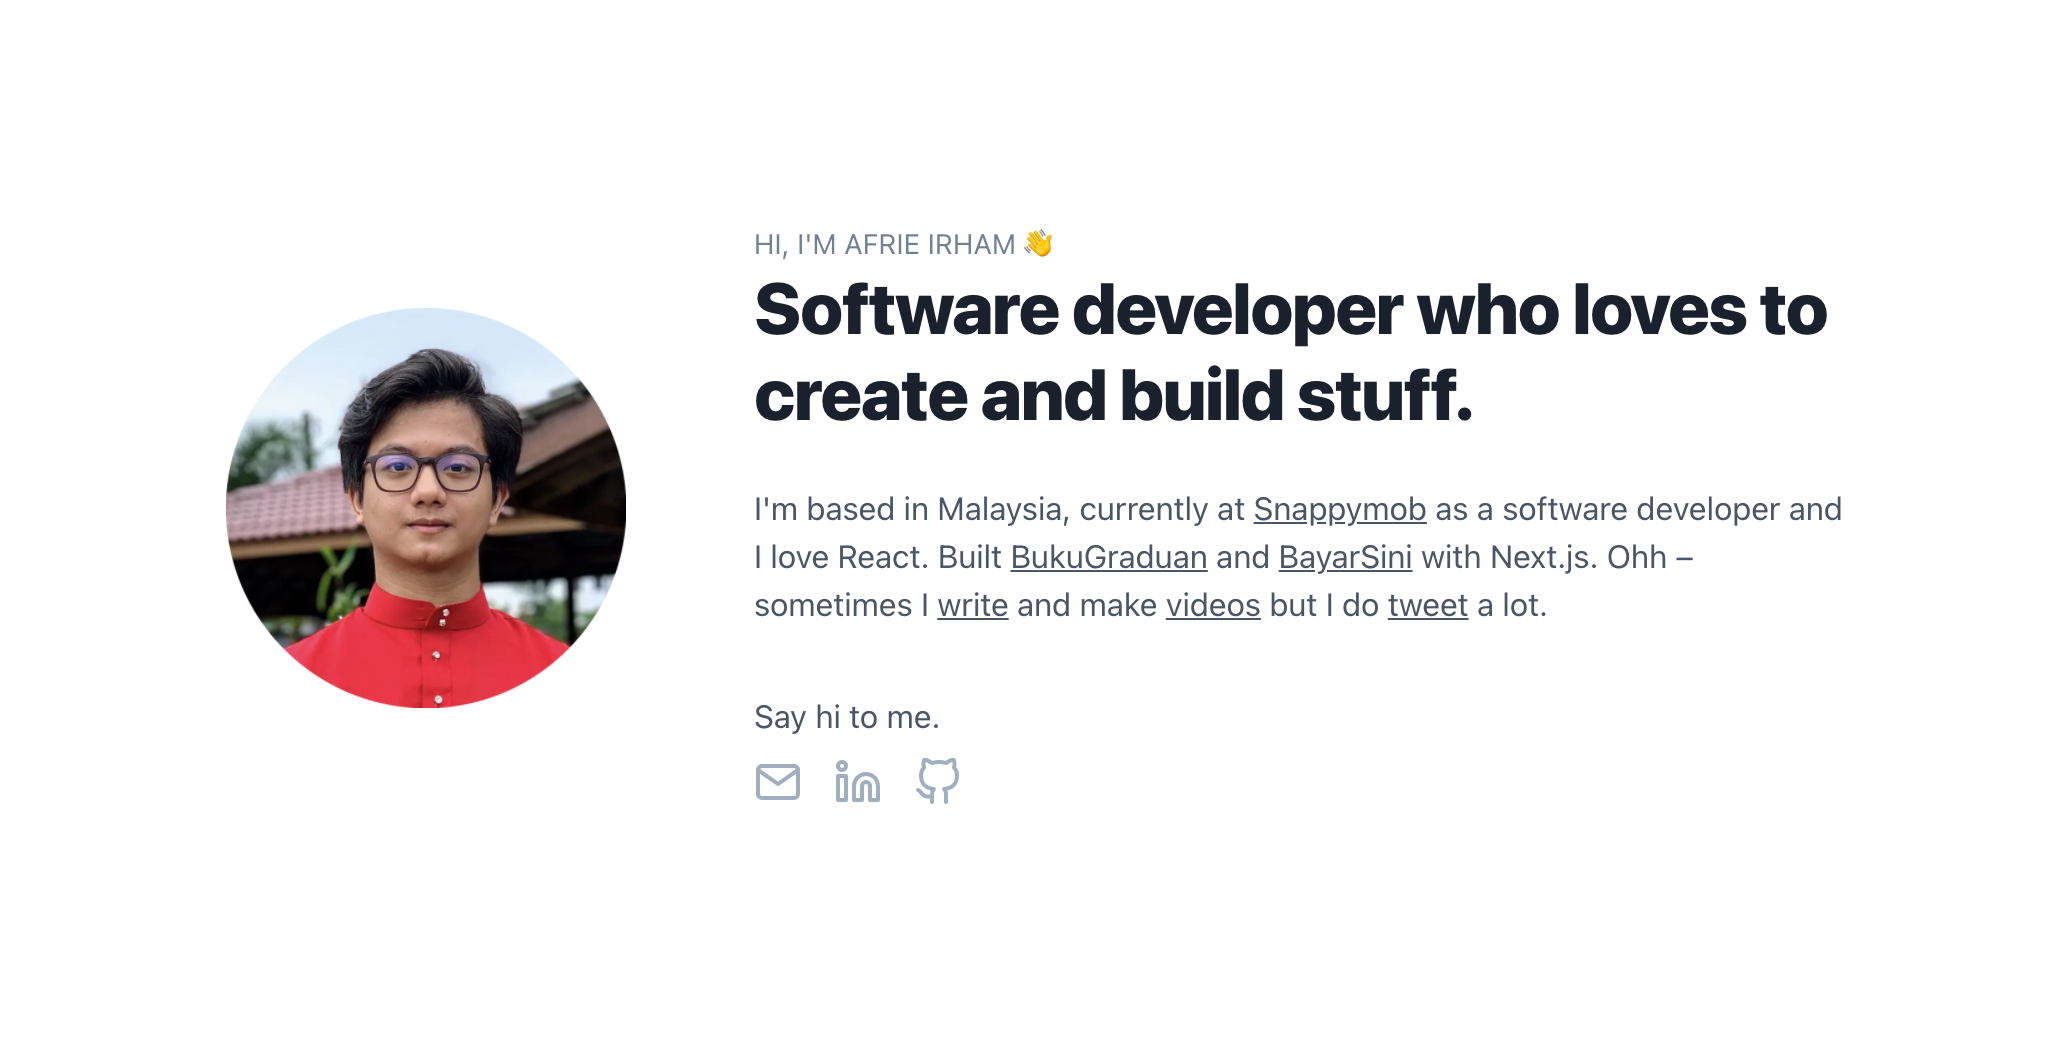 HI, I'M AFRIE IRHAM 👋
Software developer who loves to
create and build stuff.
I'm based in Malaysia, currently at Snappymob as a software developer and
I love React. Built BukuGraduan and BayarSini with Next.js. Ohh –
sometimes I write and make videos but I do tweet a lot.
Say hi to me.